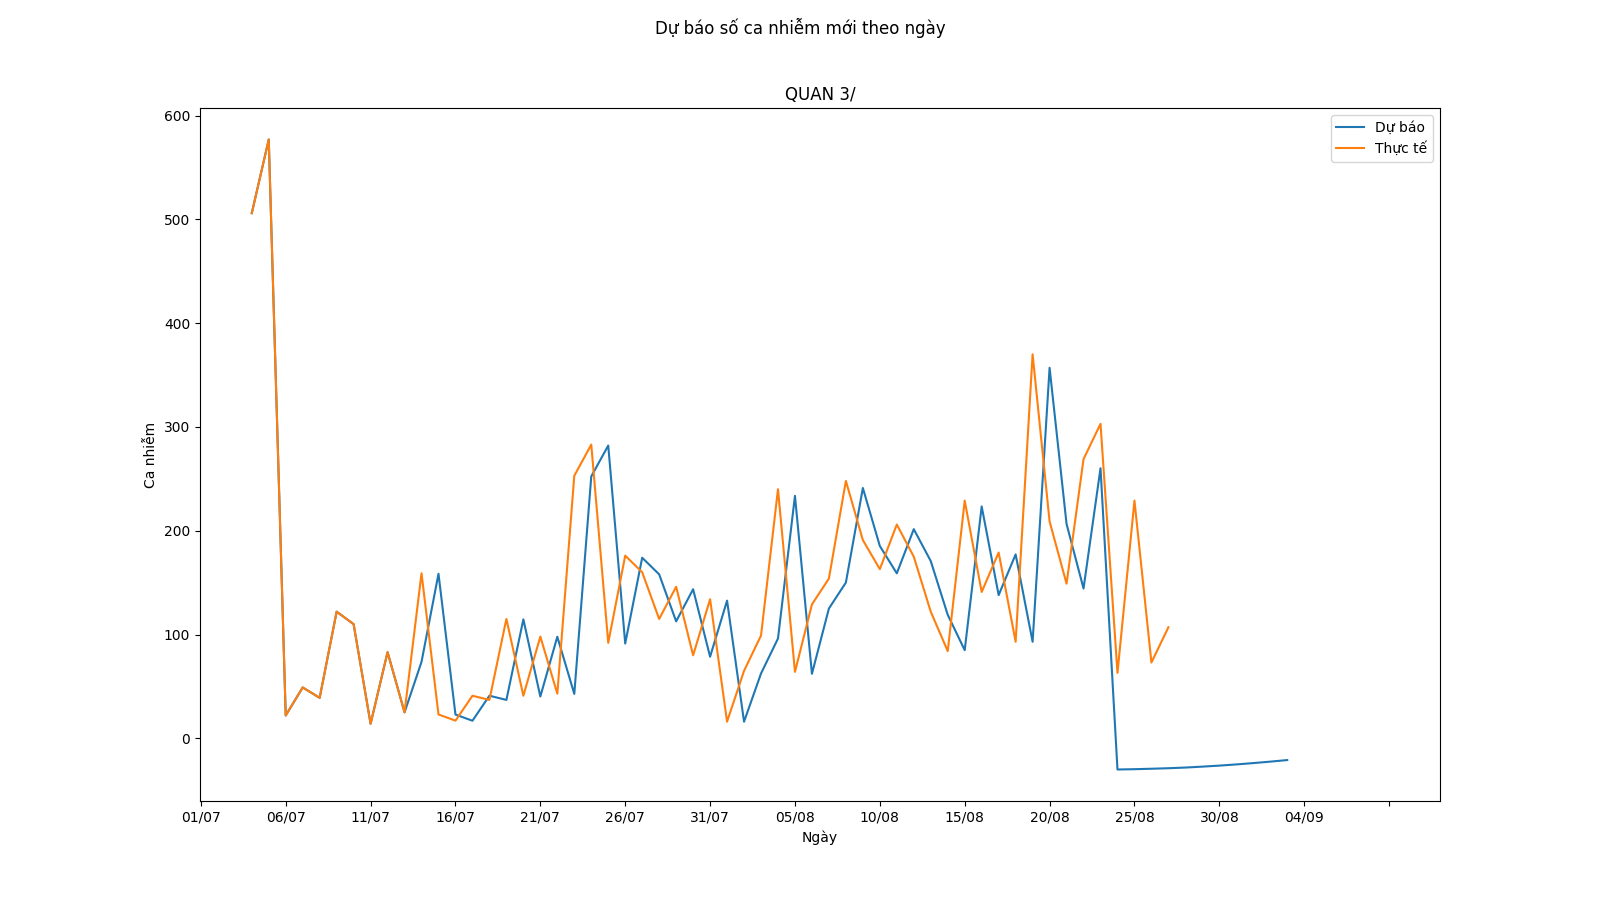 Dự báo số ca nhiễm mới theo ngày
QUAN 3/
Dự báo
Thực tế
600
500
400
300
200
100
0
Ca nhiễm
01/07 06/07 11/07 16/07 21/07 26/07 31/07 05/08 10/08 15/08 20/08 25/08 30/08 04/09
Ngày